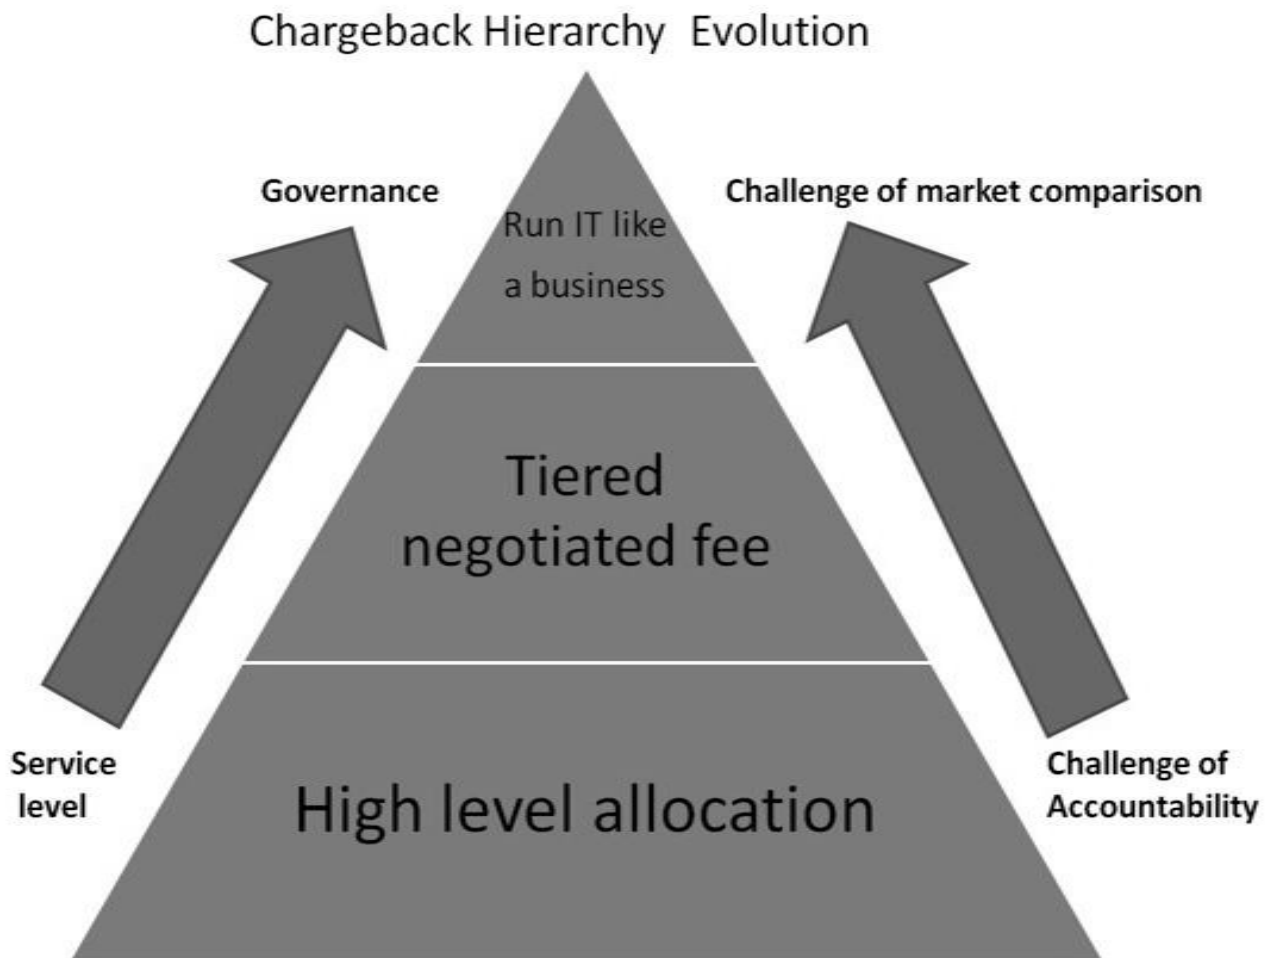 Chargeback Hierarchy Evolution
Governance
Challenge of market comparison
Run IT like
a business
Tiered
negotiated fee
Service
level
High level allocation
Challenge of
Accountability